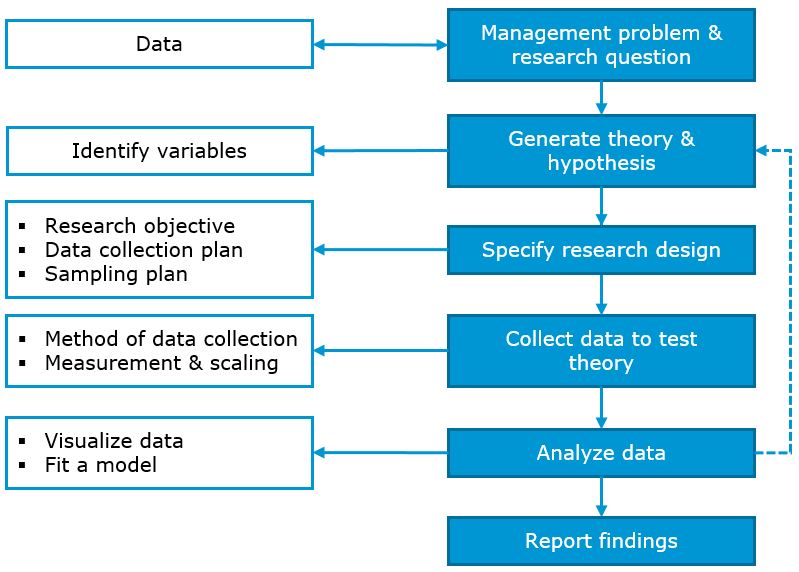 Data
Management problem &
research question
Identify variables
Generate theory &
hypothesis
▪ Research objective
▪ Data collection plan
▪ Sampling plan
Specify research design
▪ Method of data collection
▪ Measurement & scaling
Collect data to test
theory
▪ Visualize data
▪ Fit a model
Analyze data
Report findings